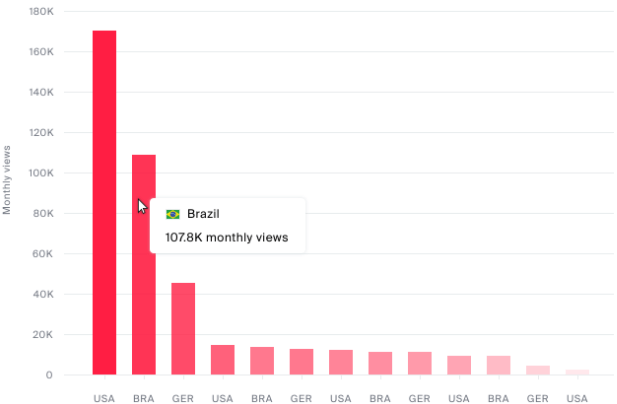 180K
160K
140K
120K
100K
80K
60K
40K
20K
0
Monthly views
Brazil
107.8K monthly views
USA BRA GER USA BRA GER USA BRA GER USA BRA GER USA